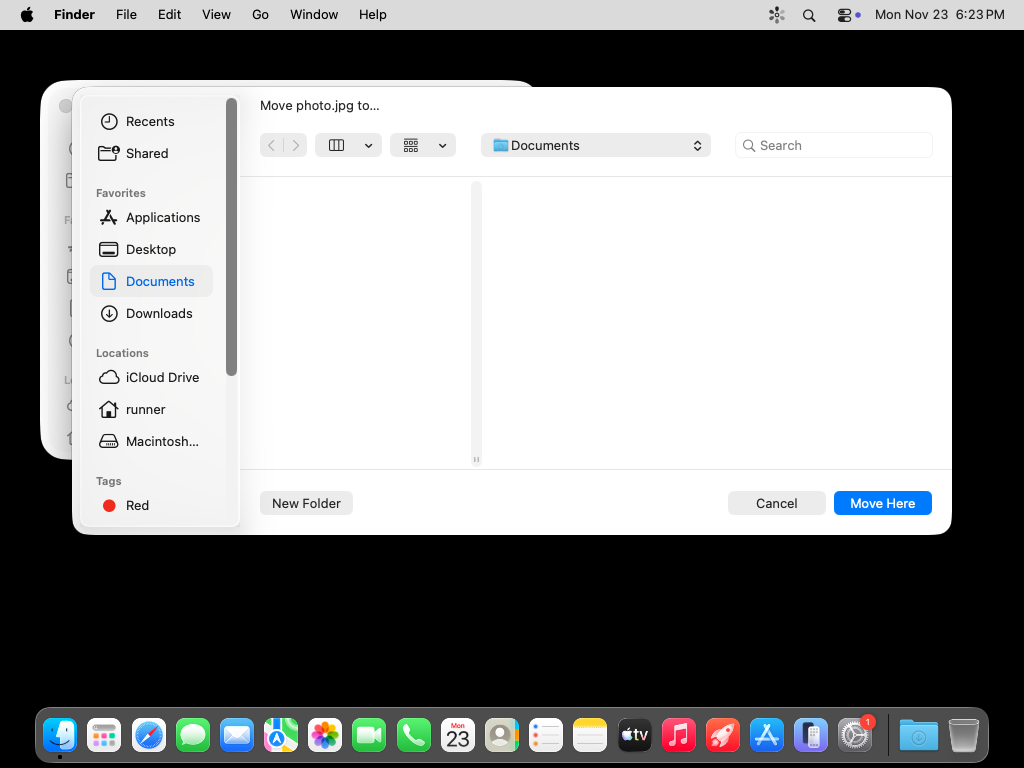 Finder File Edit View Go Window Help Mon Nov 23 6:23 PM
Move photo.jpg to...
Recents
Shared
Documents
Search
Favorites
Applications
Desktop
Documents
Downloads
Locations
iCloud Drive
runner
Macintosh...
Tags
Red
New Folder
Cancel
Move Here
Mon
23
tv
1